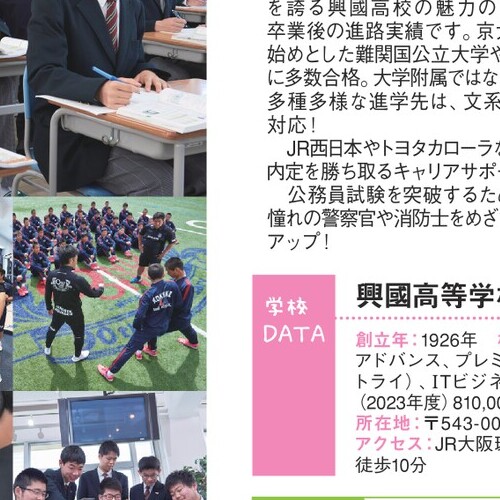 を誇る興國高校の魅力の
卒業後の進路実績です。京
始めとした難関国公立大学や
に多数合格。大学附属ではな
多種多様な進学先は、文系
対応！
JR西日本やトヨタカローラな
内定を勝ち取るキャリアサポ
公務員試験を突破するため
憧れの警察官や消防士をめざ
アップ！
学校
DATA
興國高等学校
創立年：1926年
アドバンス、プレミ
トライ）、ITビジネ
（2023年度）810,00
所在地：〒543-00
アクセス：JR大阪環
徒歩10分